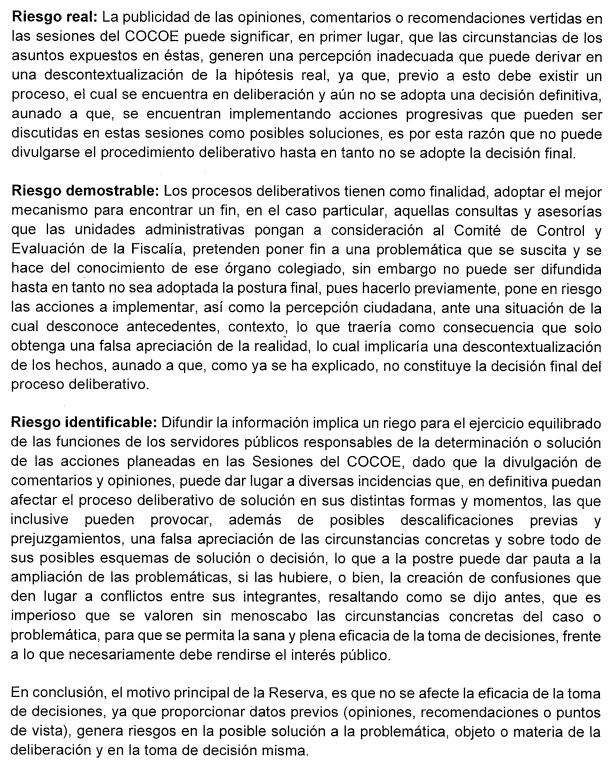 Riesgo real: La publicidad de las opiniones, comentarios o recomendaciones vertidas en
las sesiones del COCOE puede significar, en primer lugar, que las circunstancias de los
asuntos expuestos en éstas, generen una percepción inadecuada que puede derivar en
una descontextualización de la hipótesis real, ya que, previo a esto debe existir un
proceso, el cual se encuentra en deliberación y aún no se adopta una decisión definitiva,
aunado a que, se encuentran implementando acciones progresivas que pueden ser
discutidas en estas sesiones como posibles soluciones, es por esta razón que no puede
divulgarse el procedimiento deliberativo hasta en tanto no se adopte la decisión final.
Riesgo demostrable: Los procesos deliberativos tienen como finalidad, adoptar el mejor
mecanismo para encontrar un fin, en el caso particular, aquellas consultas y asesorías
que las unidades administrativas pongan a consideración al Comité de Control y
Evaluación de la Fiscalía, pretenden poner fin a una problemática que se suscita y se
hace del conocimiento de ese órgano colegiado, sin embargo no puede ser difundida
hasta en tanto no sea adoptada la postura final, pues hacerlo previamente, pone en riesgo
las acciones a implementar, así como la percepción ciudadana, ante una situación de la
cual desconoce antecedentes, contexto, lo que traería como consecuencia que solo
obtenga una falsa apreciación de la realidad, lo cual implicaría una descontextualización
de los hechos, aunado a que, como ya se ha explicado, no constituye la decisión final del
proceso deliberativo.
Riesgo identificable: Difundir la información implica un riego para el ejercicio equilibrado
de las funciones de los servidores públicos responsables de la determinación o solución
de las acciones planeadas en las Sesiones del COCOE, dado que la divulgación de
comentarios y opiniones, puede dar lugar a diversas incidencias que, en definitiva puedan
afectar el proceso deliberativo de solución en sus distintas formas y momentos, las que
inclusive pueden provocar, además de posibles descalificaciones previas y
prejuzgamientos, una falsa apreciación de las circunstancias concretas y sobre todo de
sus posibles esquemas de solución o decisión, lo que a la postre puede dar pauta a la
ampliación de las problemáticas, si las hubiere, o bien, la creación de confusiones que
den lugar a conflictos entre sus integrantes, resaltando como se dijo antes, que es
imperioso que se valoren sin menoscabo las circunstancias concretas del caso o
problemática, para que se permita la sana y plena eficacia de la toma de decisiones, frente
a lo que necesariamente debe rendirse el interés público.
En conclusión, el motivo principal de la Reserva, es que no se afecte la eficacia de la toma
de decisiones, ya que proporcionar datos previos (opiniones, recomendaciones o puntos
de vista), genera riesgos en la posible solución a la problemática, objeto o materia de la
deliberación y en la toma de decisión misma.